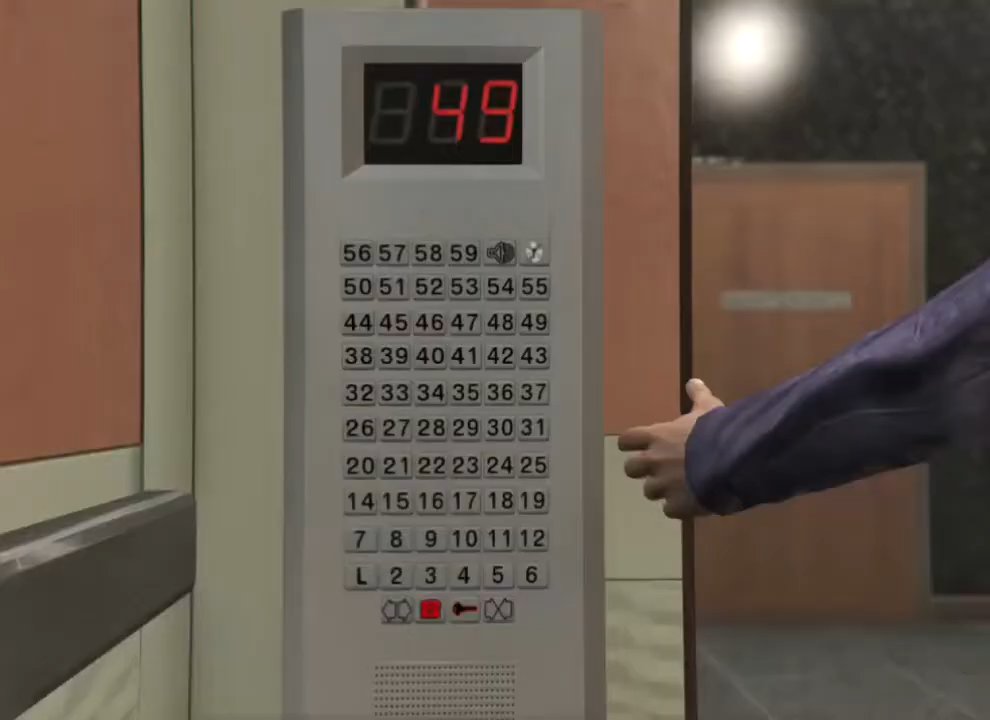 49
56 57 58 59
50 51 52 53 54 55
44 45 46 47 48 49
38 39 40 41 42 43
32 33 34 35 36 37
26 27 28 29 30 31
20 21 22 23 24 25
14 15 16 17 18 19
7 8 9 10 11 12
L 2 3 4 5 6